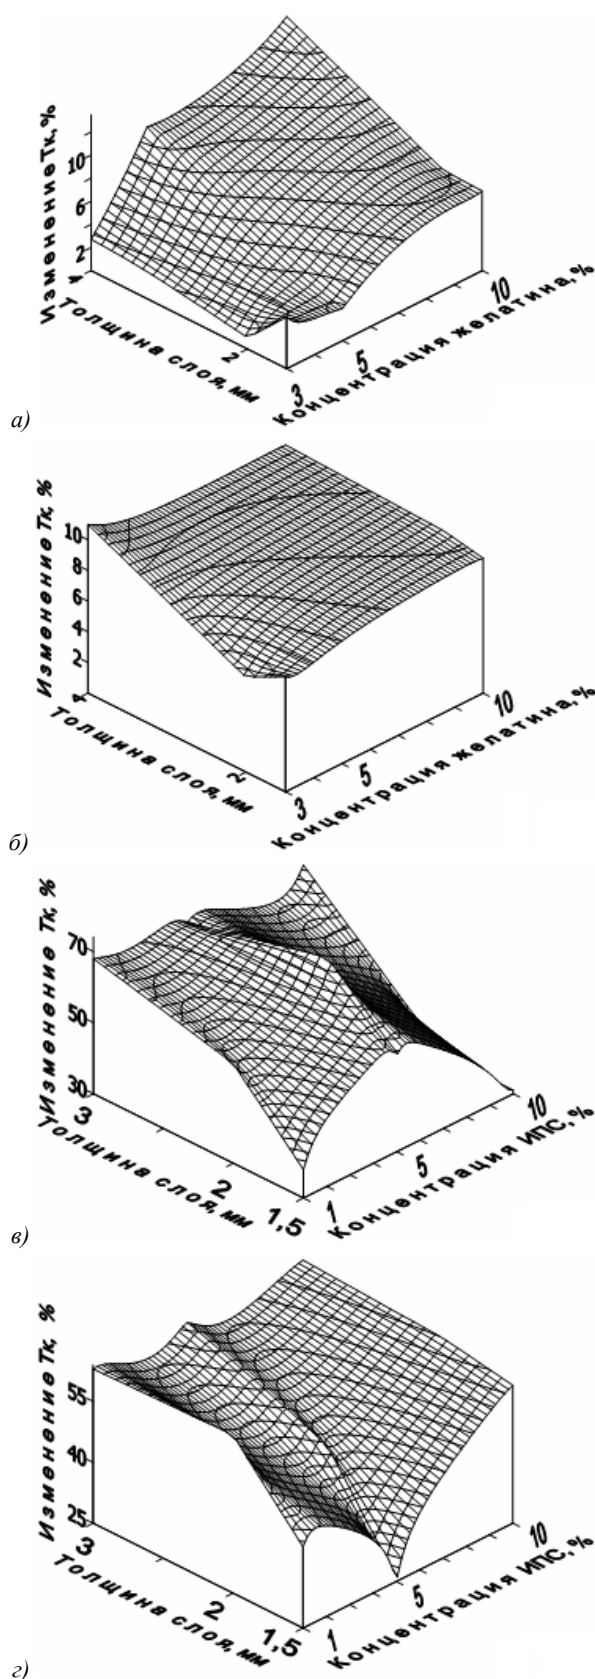 Изменение Тк, %
10
6
2
4
Толщина слоя, мм
2
3
5
10
Концентрация желатина, %
а)
Изменение Тк, %
10
8
6
4
2
4
Толщина слоя, мм
2
3
5
10
Концентрация желатина, %
б)
Изменение Тк, %
70
50
30
3
Толщина слоя, мм
2
1,5
1
5
10
Концентрация ИПС, %
в)
Изменение Тк, %
55
40
25
3
Толщина слоя, мм
2
1,5
1
5
10
Концентрация ИПС, %
г)